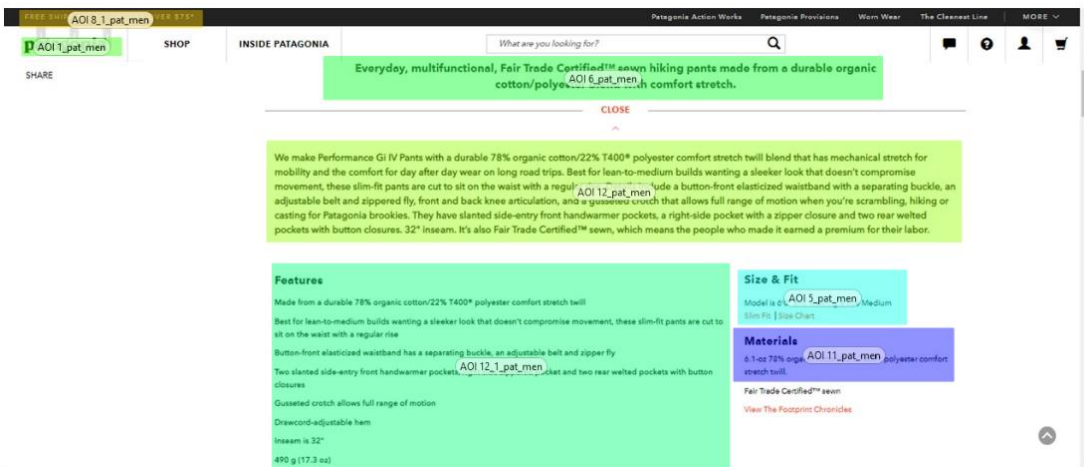 FREE SHI AOI 8_1_pat_men VER $75*
Patagonia Action Works Patagonia Provisions Worn Wear The Cleanest Line MORE
p AOI 1_pat_men SHOP INSIDE PATAGONIA What are you looking for?
SHARE
Everyday, multifunctional, Fair Trade Certified™ sewn hiking pants made from a durable organic
AOI 6_pat_men
cotton/polyester blend with comfort stretch.
CLOSE
We make Performance Gi IV Pants with a durable 78% organic cotton/22% T400® polyester comfort stretch twill blend that has mechanical stretch for
mobility and the comfort for day after day wear on long road trips. Best for lean-to-medium builds wanting a sleeker look that doesn't compromise
movement, these slim-fit pants are cut to sit on the waist with a regular ude a button-front elasticized waistband with a separating buckle, an
AOI 12_pat_men
adjustable belt and zippered fly, front and back knee articulation, and a gusseted crotch that allows full range of motion when you're scrambling, hiking or
casting for Patagonia brookies. They have slanted side-entry front handwarmer pockets, a right-side pocket with a zipper closure and two rear welted
pockets with button closures. 32" inseam. It's also Fair Trade Certified™ sewn, which means the people who made it earned a premium for their labor.
Features
Made from a durable 78% organic cotton/22% T400® polyester comfort stretch twill
Best for lean-to-medium builds wanting a sleeker look that doesn't compromise movement, these slim-fit pants are cut to
sit on the waist with a regular rise
Button-front elasticized waistband has a separating buckle, an adjustable belt and zipper fly
AOI 12_1_pat_men
Two slanted side-entry front handwarmer pockets, cket and two rear welted pockets with button
closures
Gusseted crotch allows full range of motion
Drawcord-adjustable hem
Inseam is 32"
490 g (17.3 oz)
Size & Fit
Model is AOI 5_pat_men Medium
Slim Fit | Size Chart
Materials
6.1-oz 78% orga AOI 11_pat_men polyester comfort
stretch twill.
Fair Trade Certified™ sewn
View The Footprint Chronicles